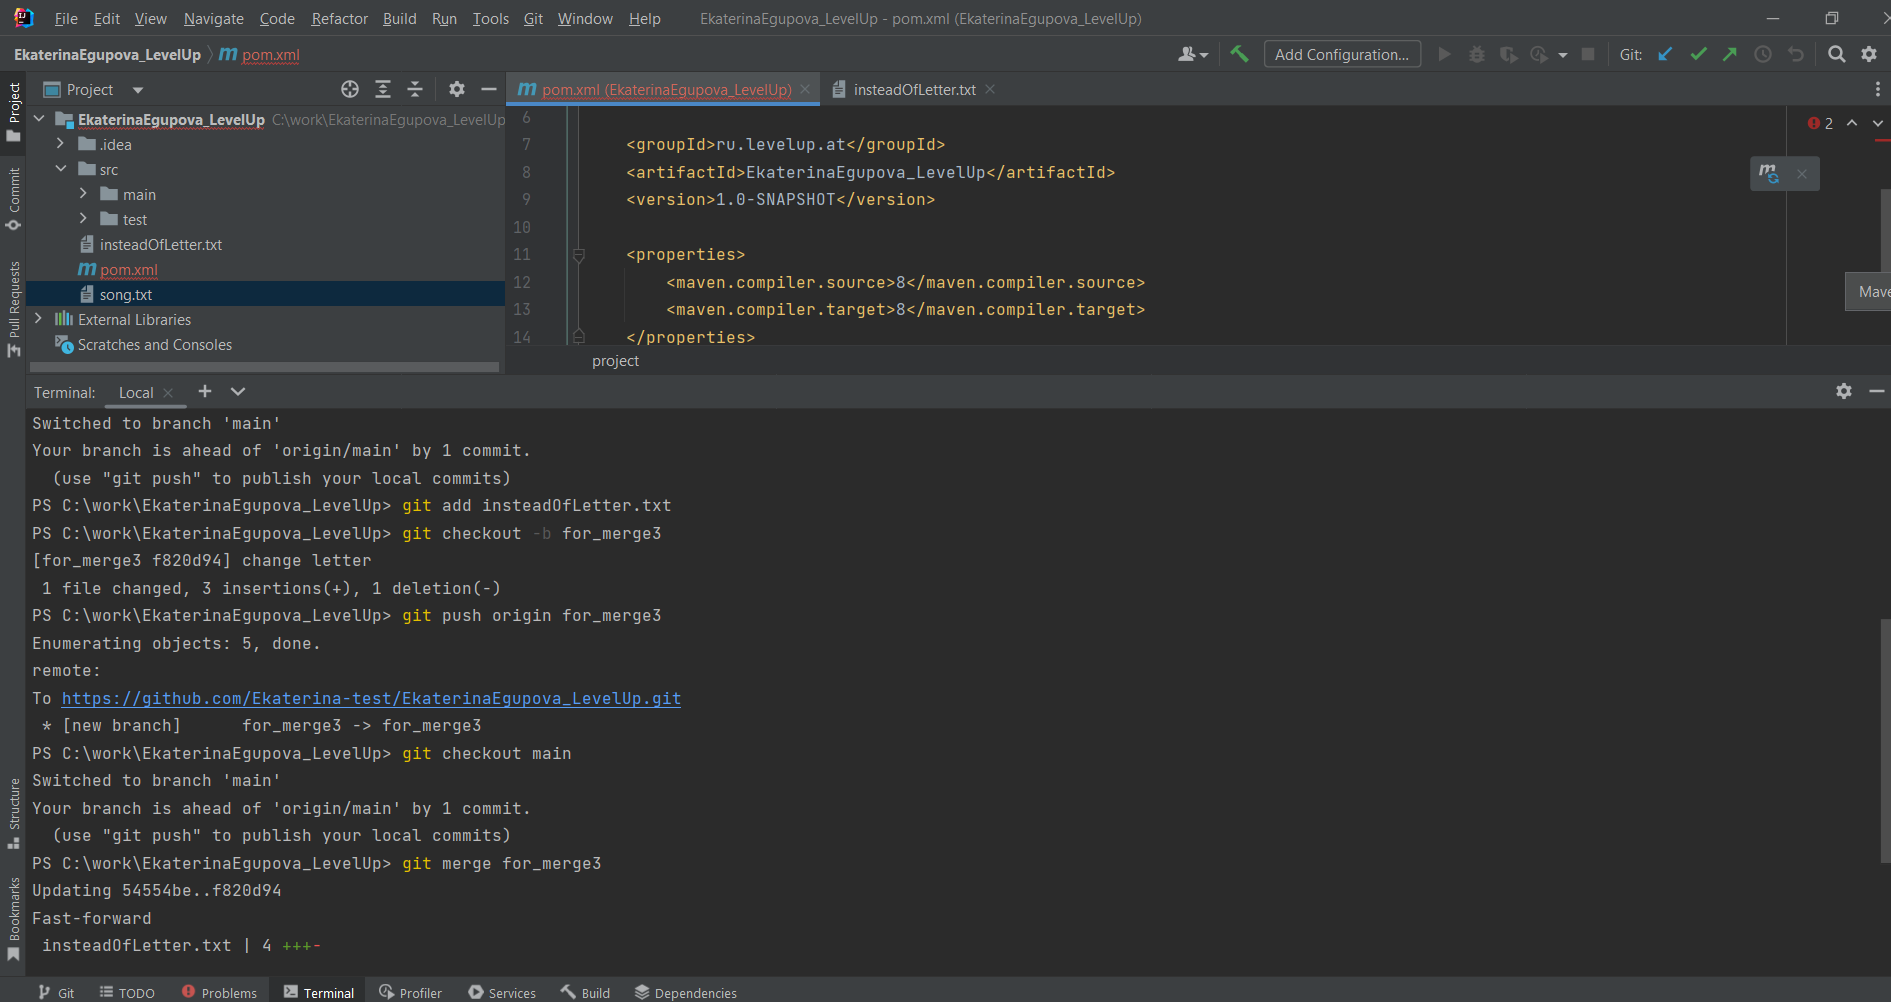 File Edit View Navigate Code Refactor Build Run Tools Git Window Help EkaterinaEgupova_LevelUp - pom.xml (EkaterinaEgupova_LevelUp)
EkaterinaEgupova_LevelUp m pom.xml Add Configuration... Git:
Project
Commit
Pull Requests
Structure
Bookmarks
Project
EkaterinaEgupova_LevelUp C:\work\EkaterinaEgupova_LevelUp
.idea
src
main
test
insteadOfLetter.txt
m pom.xml
song.txt
External Libraries
Scratches and Consoles
m pom.xml (EkaterinaEgupova_LevelUp) insteadOfLetter.txt
2
m
Mave
6
7 <groupId>ru.levelup.at</groupId>
8 <artifactId>EkaterinaEgupova_LevelUp</artifactId>
9 <version>1.0-SNAPSHOT</version>
10
11 <properties>
12 <maven.compiler.source>8</maven.compiler.source>
13 <maven.compiler.target>8</maven.compiler.target>
14 </properties>
project
Terminal: Local
Switched to branch 'main'
Your branch is ahead of 'origin/main' by 1 commit.
(use "git push" to publish your local commits)
PS C:\work\EkaterinaEgupova_LevelUp> git add insteadOfLetter.txt
PS C:\work\EkaterinaEgupova_LevelUp> git checkout -b for_merge3
[for_merge3 f820d94] change letter
1 file changed, 3 insertions(+), 1 deletion(-)
PS C:\work\EkaterinaEgupova_LevelUp> git push origin for_merge3
Enumerating objects: 5, done.
remote:
To https://github.com/Ekaterina-test/EkaterinaEgupova_LevelUp.git
* [new branch] for_merge3 -> for_merge3
PS C:\work\EkaterinaEgupova_LevelUp> git checkout main
Switched to branch 'main'
Your branch is ahead of 'origin/main' by 1 commit.
(use "git push" to publish your local commits)
PS C:\work\EkaterinaEgupova_LevelUp> git merge for_merge3
Updating 54554be..f820d94
Fast-forward
insteadOfLetter.txt | 4 +++-
Git TODO Problems Terminal Profiler Services Build Dependencies